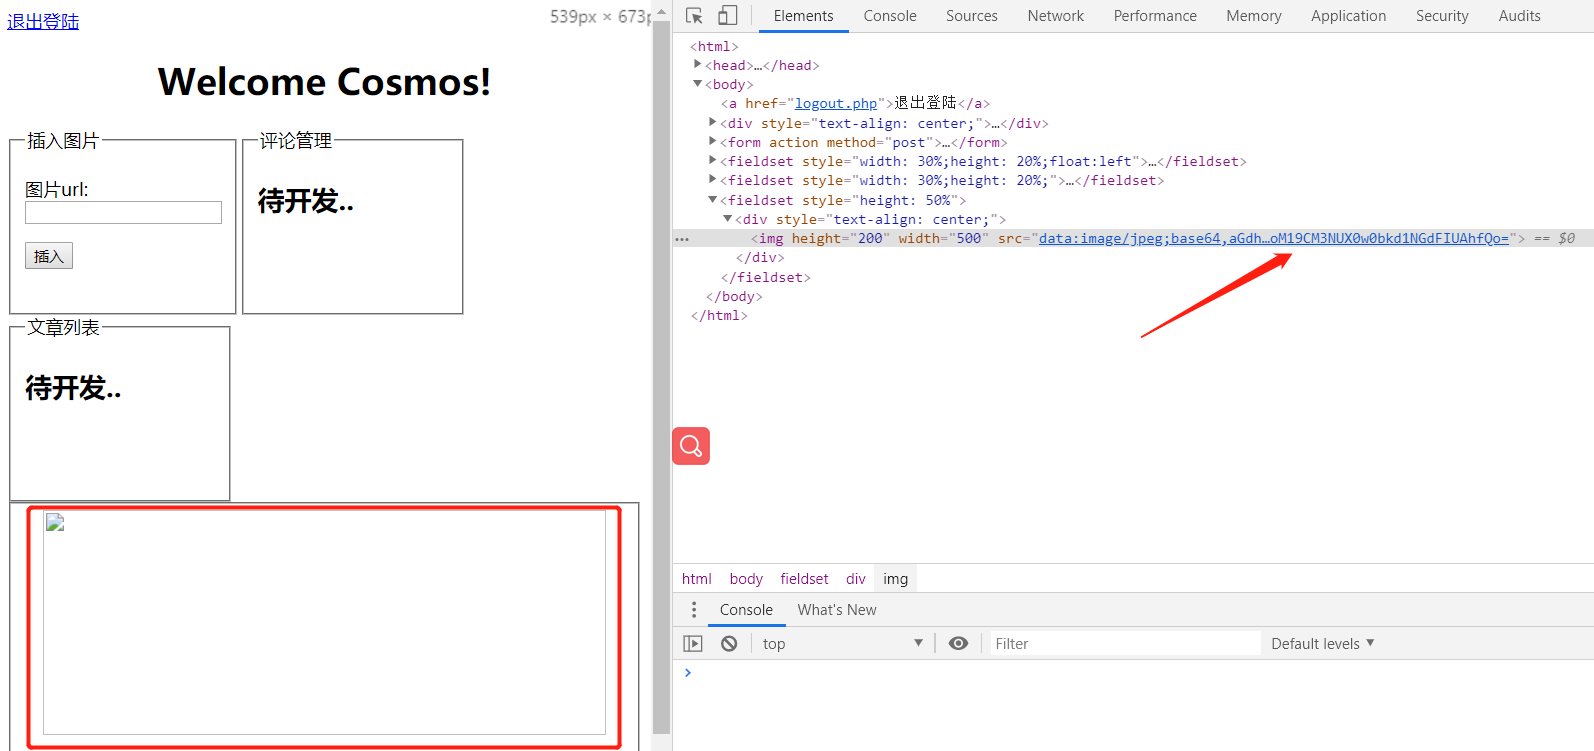 退出登陆
539px × 673p
Welcome Cosmos!
插入图片
图片url:
插入
评论管理
待开发..
文章列表
待开发..
Elements Console Sources Network Performance Memory Application Security Audits
<html>
<head>…</head>
<body>
<a href="logout.php">退出登陆</a>
<div style="text-align: center;">…</div>
<form action method="post">…</form>
<fieldset style="width: 30%;height: 20%;float:left">…</fieldset>
<fieldset style="width: 30%;height: 20%;">…</fieldset>
<fieldset style="height: 50%">
<div style="text-align: center;">
<img height="200" width="500" src="data:image/jpeg;base64,aGdh…oM19CM3NUX0w0bkd1NGdFIUAhfQo="> == $0
</div>
</fieldset>
</body>
</html>
html body fieldset div img
Console What's New
top Filter Default levels